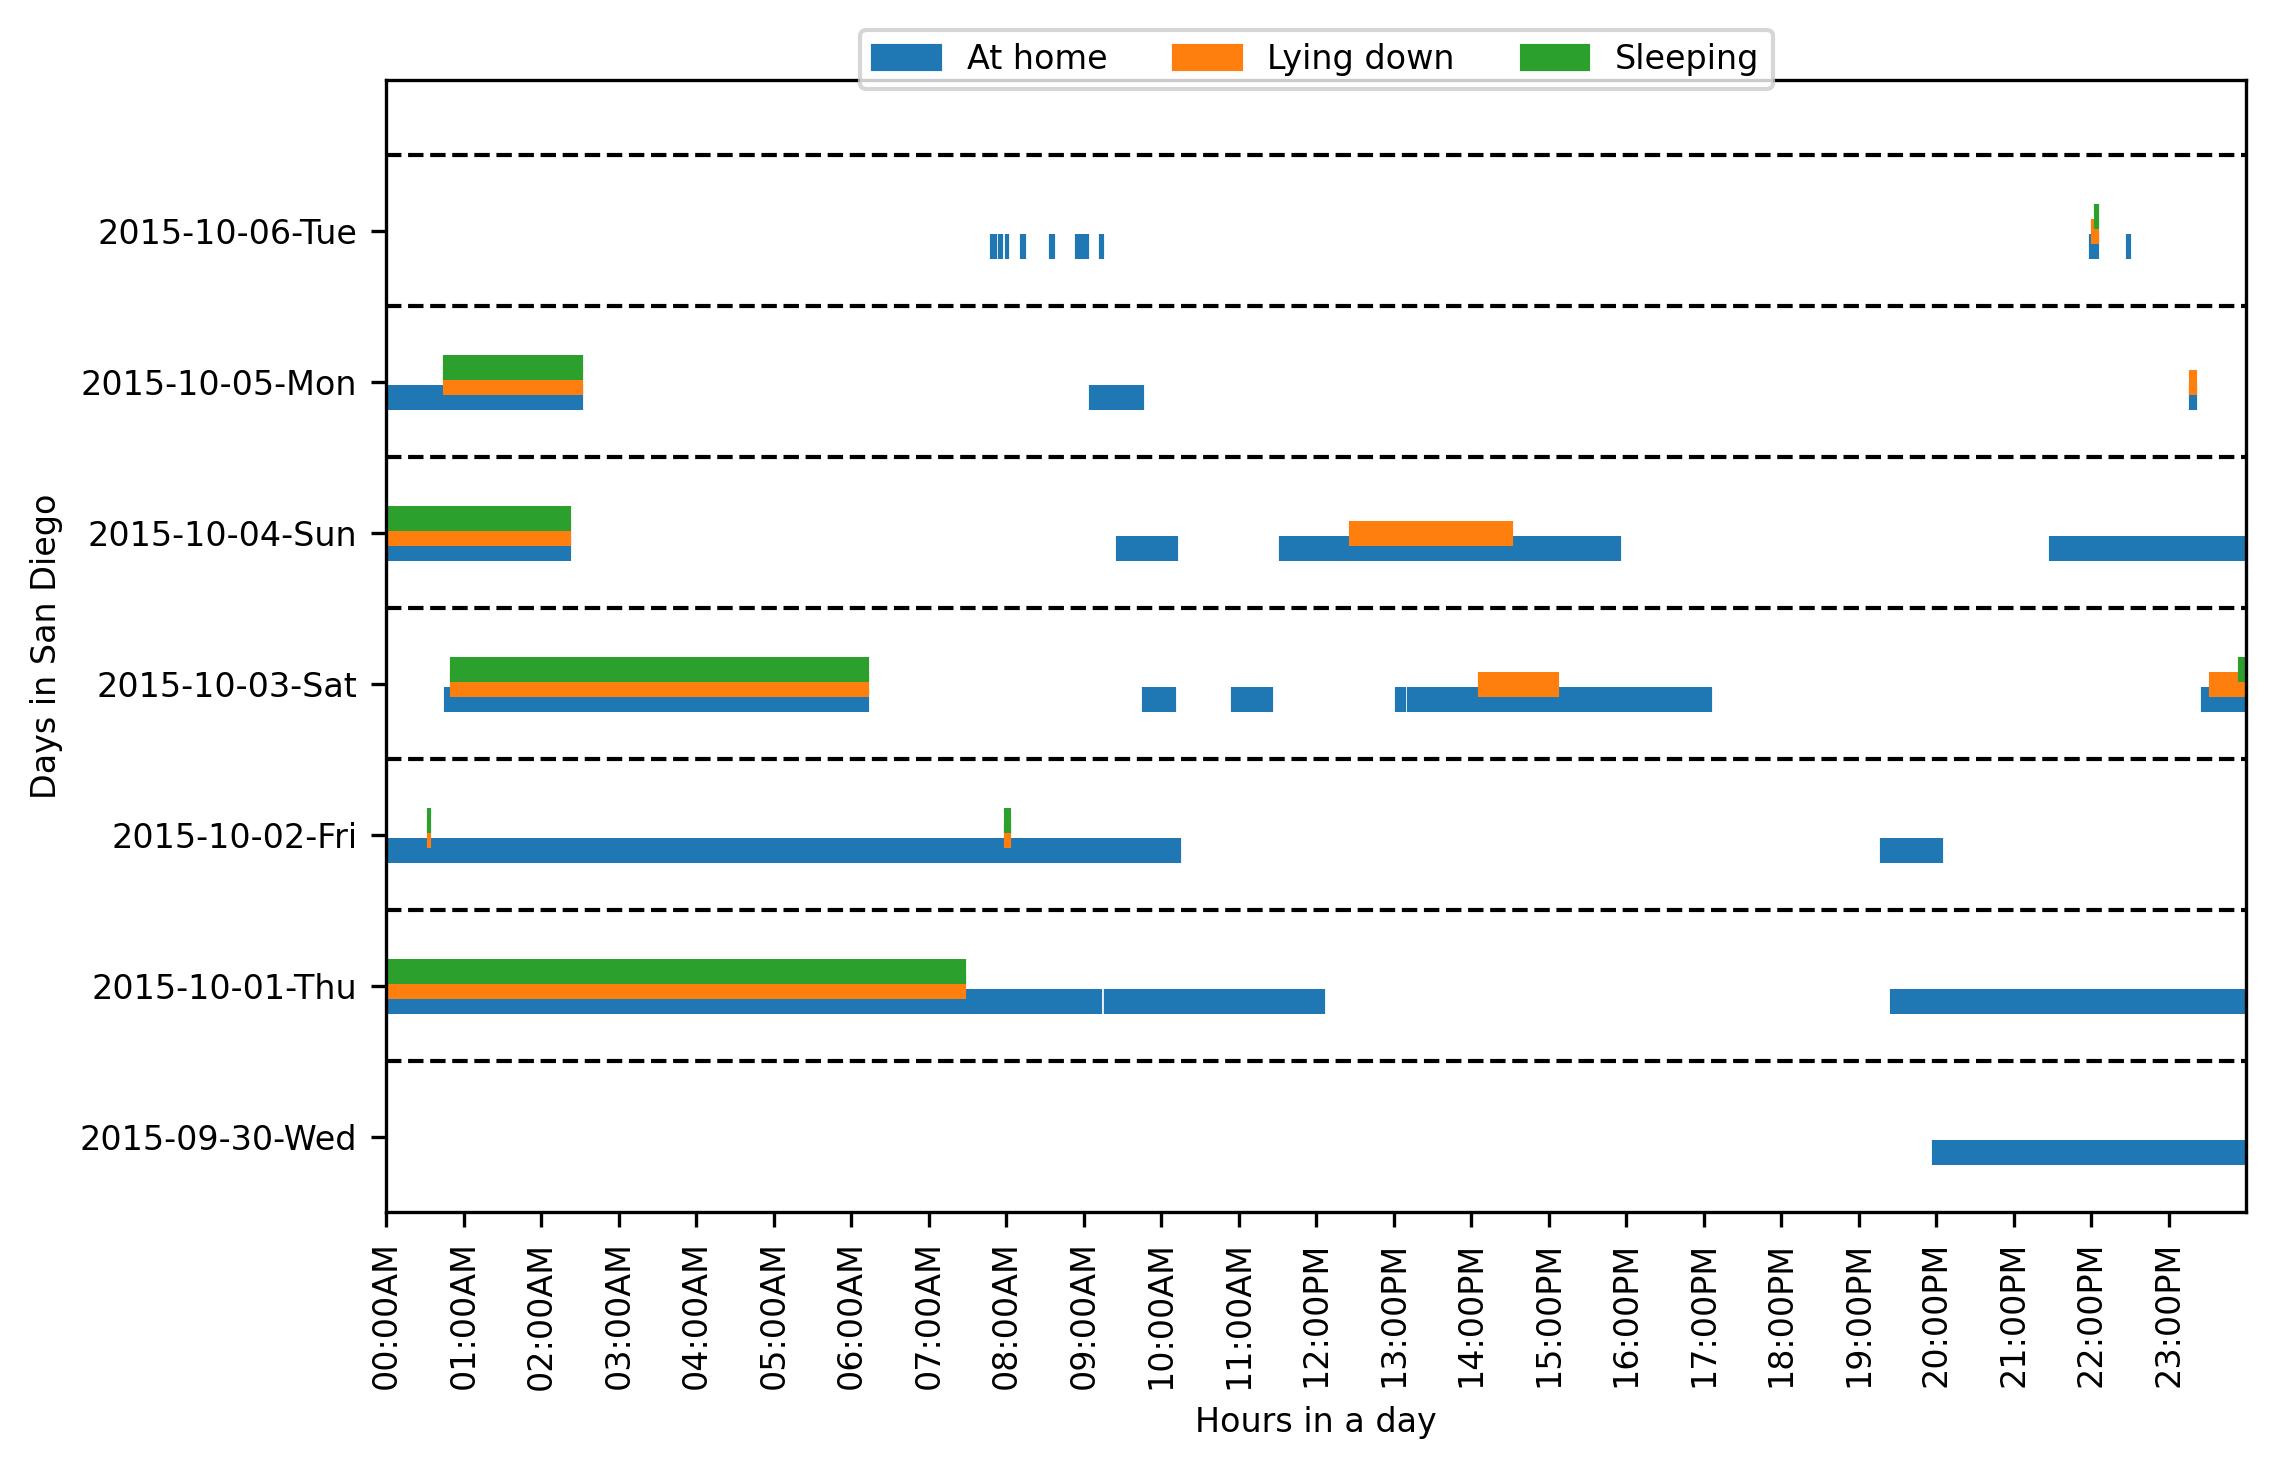 At home Lying down Sleeping
Days in San Diego
2015-10-06-Tue
2015-10-05-Mon
2015-10-04-Sun
2015-10-03-Sat
2015-10-02-Fri
2015-10-01-Thu
2015-09-30-Wed
00:00AM
01:00AM
02:00AM
03:00AM
04:00AM
05:00AM
06:00AM
07:00AM
08:00AM
09:00AM
10:00AM
11:00AM
12:00PM
13:00PM
14:00PM
15:00PM
16:00PM
17:00PM
18:00PM
19:00PM
20:00PM
21:00PM
22:00PM
23:00PM
Hours in a day